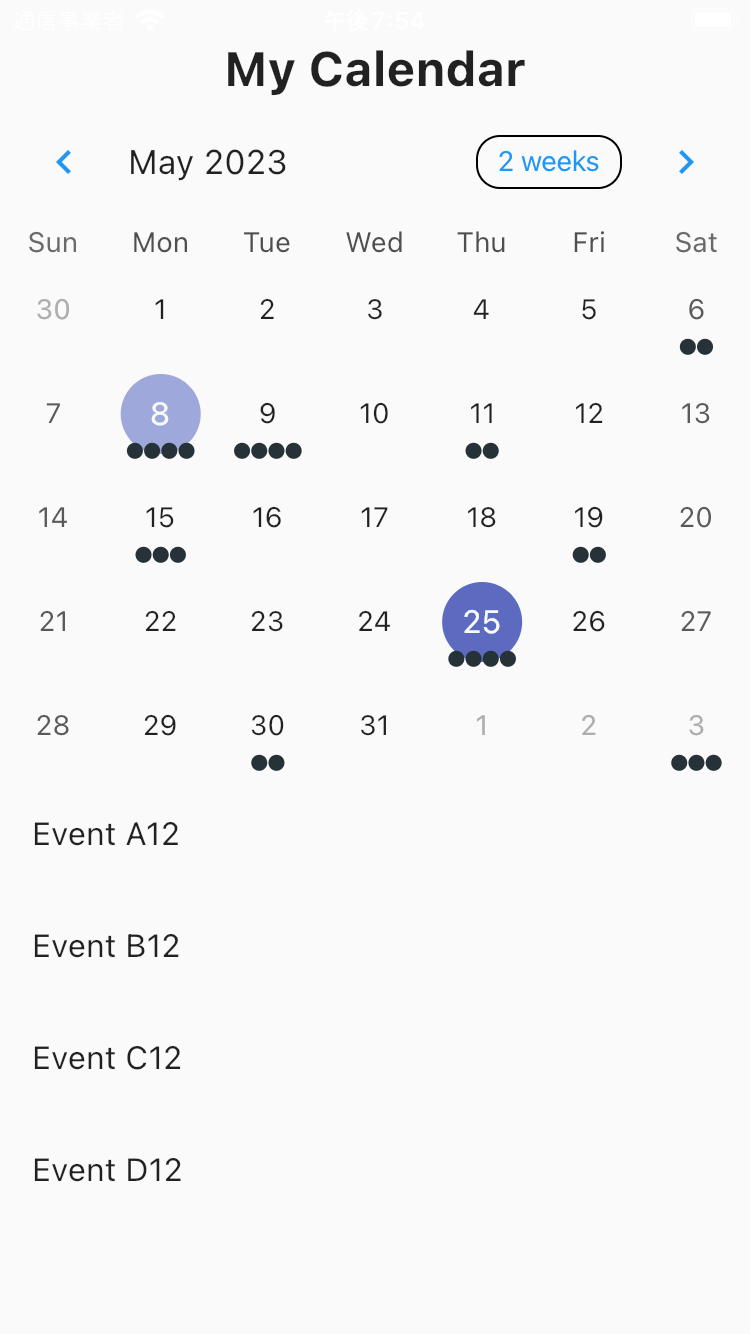 通信事業者 午後7:54
My Calendar
May 2023 2 weeks
Sun Mon Tue Wed Thu Fri Sat
30 1 2 3 4 5 6
7 8 9 10 11 12 13
14 15 16 17 18 19 20
21 22 23 24 25 26 27
28 29 30 31 1 2 3
Event A12
Event B12
Event C12
Event D12